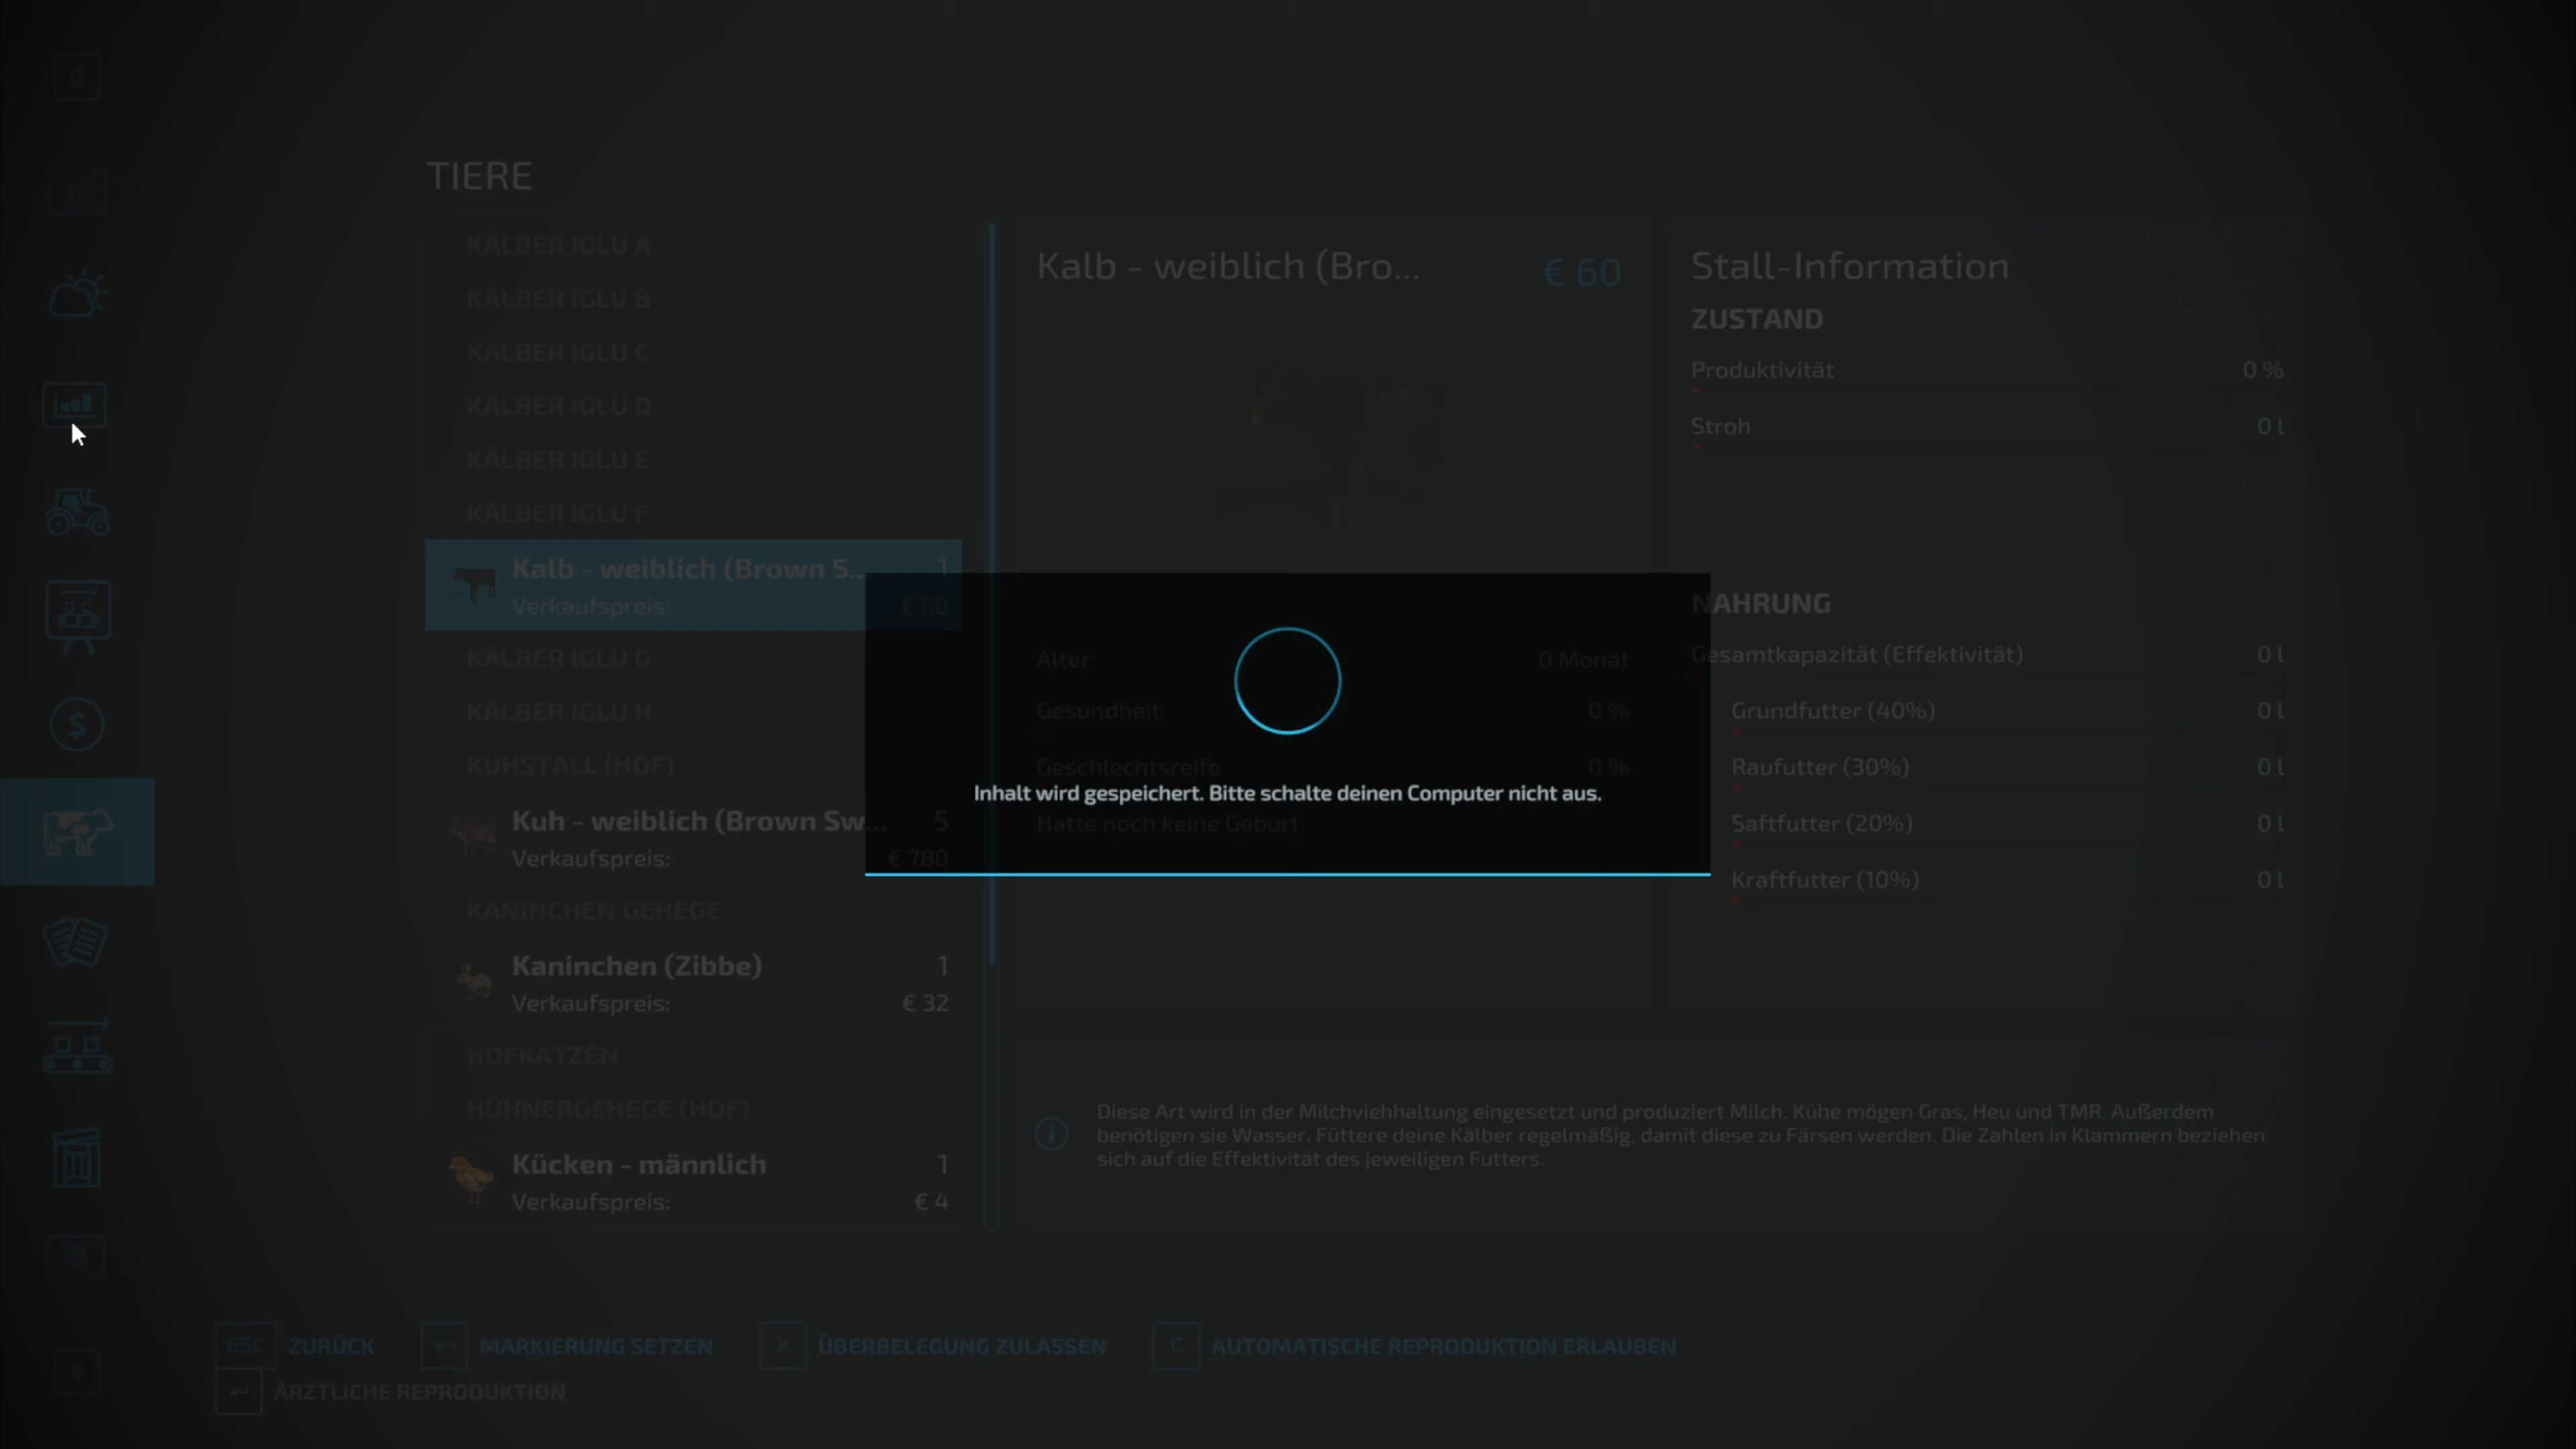 Q
TIERE
KÄLBER IGLU A
KÄLBER IGLU B
KÄLBER IGLU C
KÄLBER IGLU D
KÄLBER IGLU E
KÄLBER IGLU F
Kalb - weiblich (Brown S... 1
Verkaufspreis: € 60
KÄLBER IGLU G
KÄLBER IGLU H
KUHSTALL (HOF)
Kuh - weiblich (Brown Sw... 5
Verkaufspreis: € 780
KANINCHEN GEHEGE
Kaninchen (Zibbe) 1
Verkaufspreis: € 32
HOFKATZEN
HÜHNERGEHEGE (HOF)
Kücken - männlich 1
Verkaufspreis: € 4
Kalb - weiblich (Bro... € 60
Alter 0 Monat
Gesundheit 0 %
Geschlechtsreife 0 %
Inhalt wird gespeichert. Bitte schalte deinen Computer nicht aus.
Hatte noch keine Geburt
Stall-Information
ZUSTAND
Produktivität 0 %
Stroh 0 l
NAHRUNG
Gesamtkapazität (Effektivität) 0 l
Grundfutter (40%) 0 l
Raufutter (30%) 0 l
Saftfutter (20%) 0 l
Kraftfutter (10%) 0 l
Diese Art wird in der Milchviehhaltung eingesetzt und produziert Milch. Kühe mögen Gras, Heu und TMR. Außerdem
benötigen sie Wasser. Füttere deine Kälber regelmäßig, damit diese zu Färsen werden. Die Zahlen in Klammern beziehen
sich auf die Effektivität des jeweiligen Futters.
ESC ZURÜCK MARKIERUNG SETZEN X ÜBERBELEGUNG ZULASSEN C AUTOMATISCHE REPRODUKTION ERLAUBEN
ÄRZTLICHE REPRODUKTION